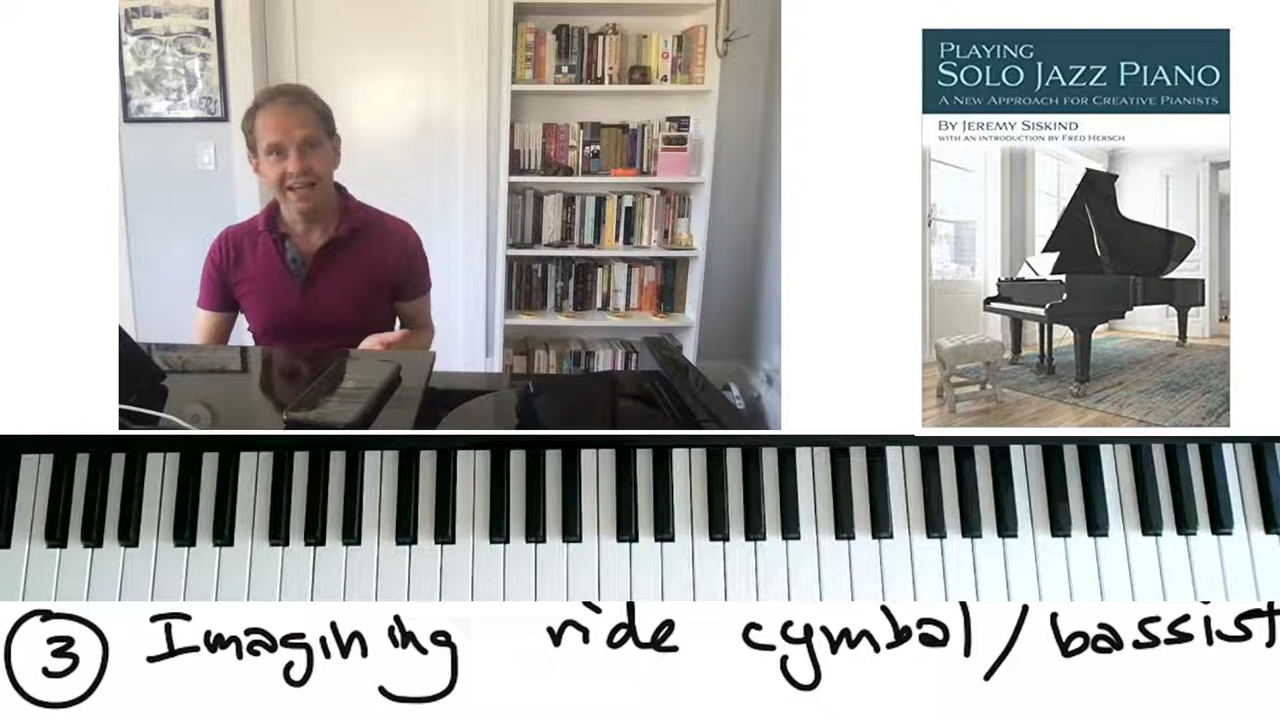 PLAYING
SOLO JAZZ PIANO
A NEW APPROACH FOR CREATIVE PIANISTS
BY JEREMY SISKIND
WITH AN INTRODUCTION BY FRED HERSCH
③ Imagining ride cymbal/bassist